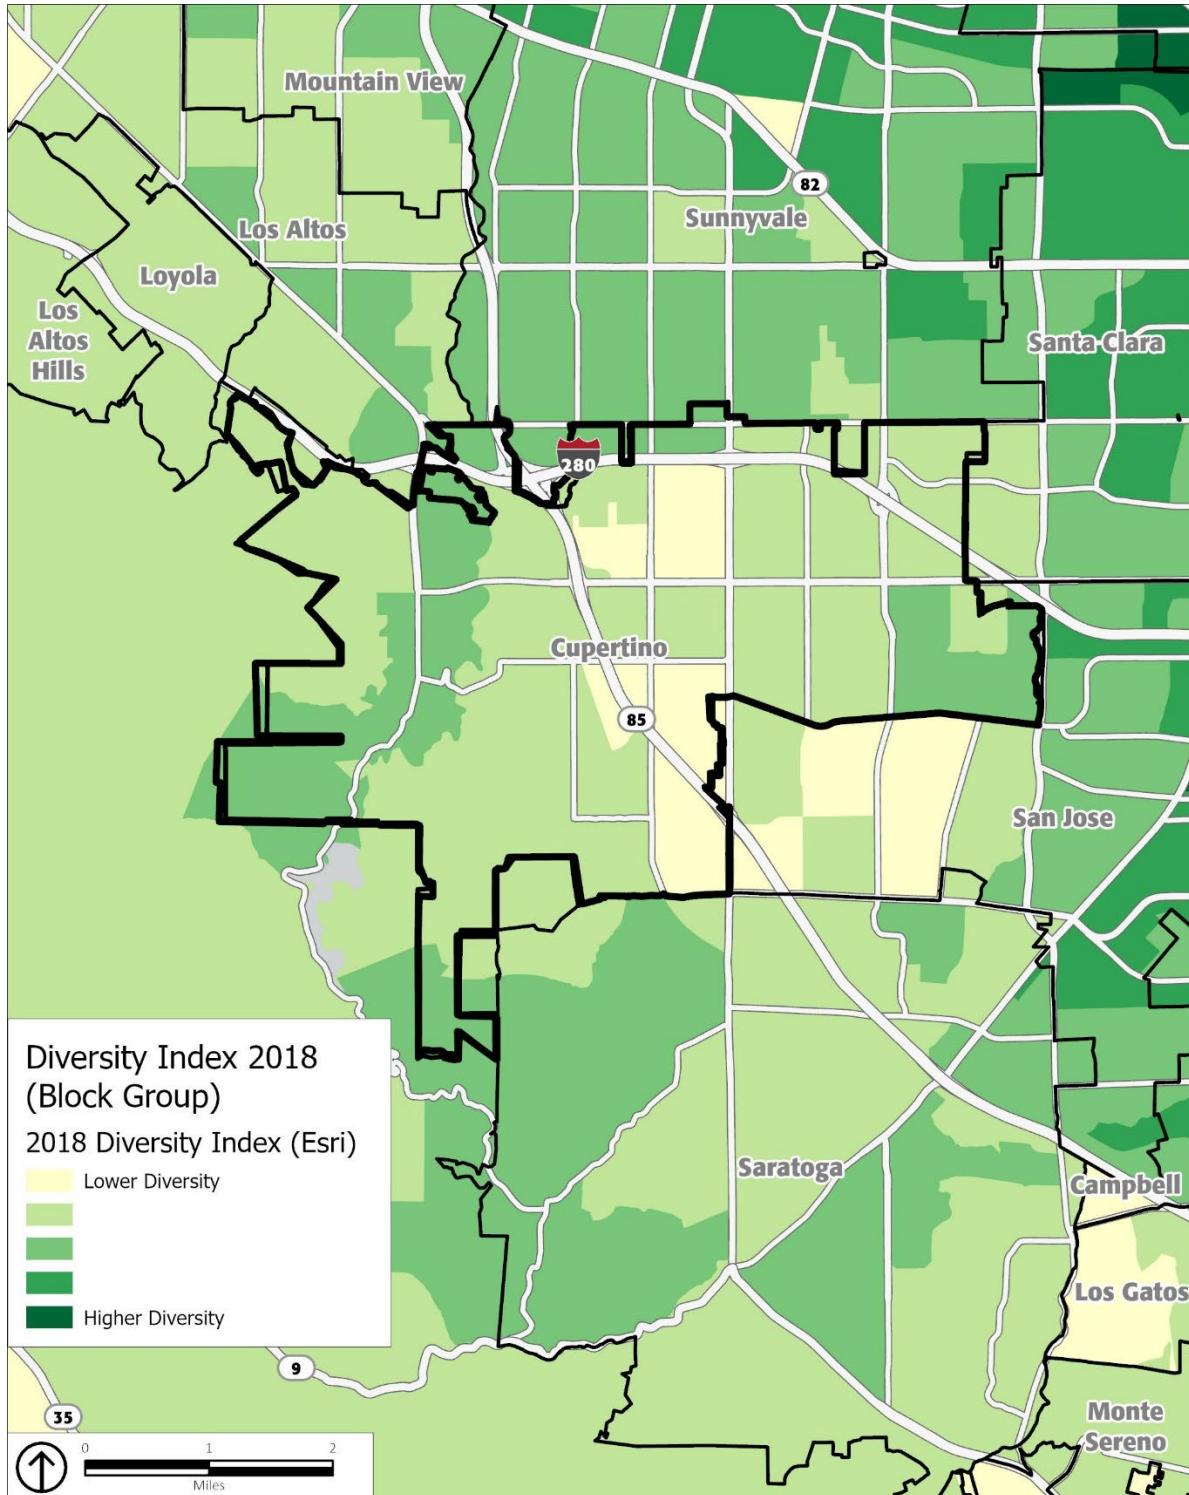 Mountain View
82
Sunnyvale
Los Altos
Loyola
Los
Altos
Hills
Santa Clara
280
Cupertino
85
San Jose
Diversity Index 2018
(Block Group)
2018 Diversity Index (Esri)
Lower Diversity
Higher Diversity
Saratoga
Campbell
Los Gatos
9
35
Monte
Sereno
0 1 2
Miles